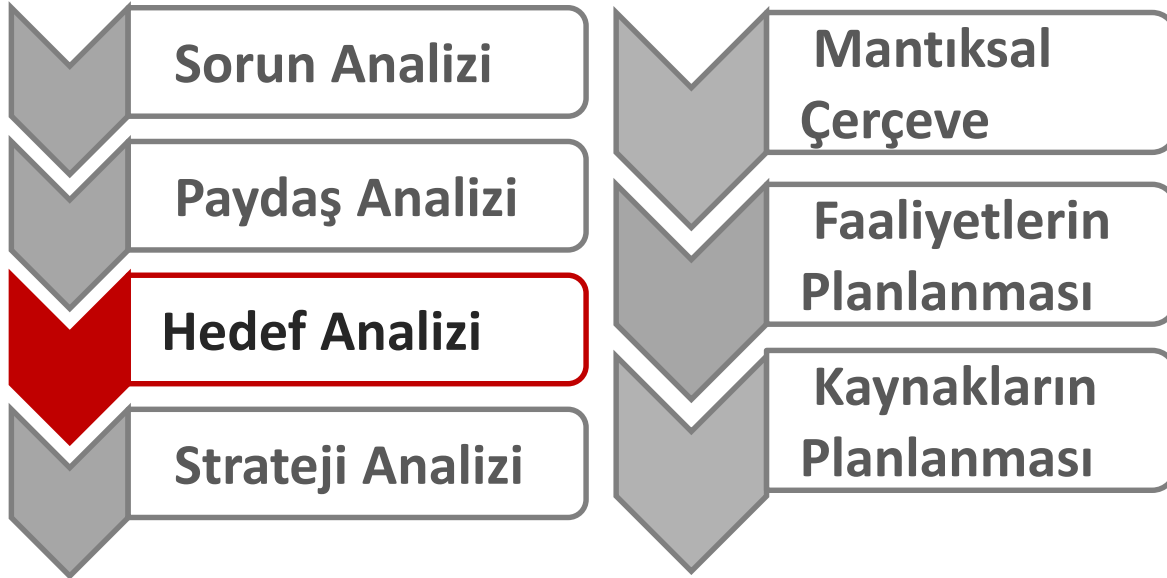 Sorun Analizi
Paydaş Analizi
Hedef Analizi
Strateji Analizi
Mantıksal
Çerçeve
Faaliyetlerin
Planlanması
Kaynakların
Planlanması